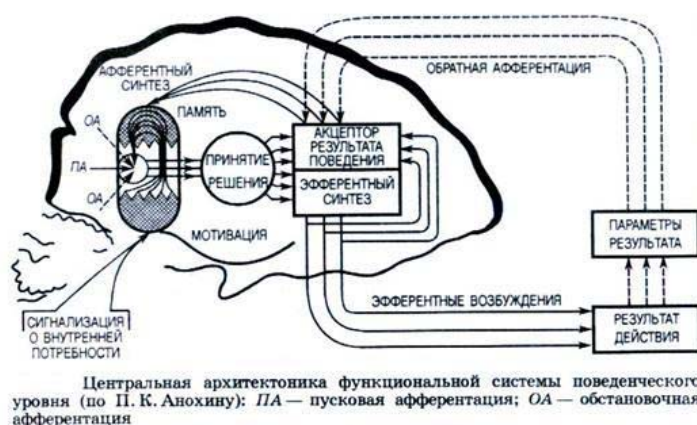 АФФЕРЕНТНЫЙ
СИНТЕЗ
ОБРАТНАЯ АФФЕРЕНТАЦИЯ
ОА
ПАМЯТЬ
ПА
ОА
ПРИНЯТИЕ
РЕШЕНИЯ
АКЦЕПТОР
РЕЗУЛЬТАТА
ПОВЕДЕНИЯ
ЭФФЕРЕНТНЫЙ
СИНТЕЗ
МОТИВАЦИЯ
ПАРАМЕТРЫ
РЕЗУЛЬТАТА
СИГНАЛИЗАЦИЯ
О ВНУТРЕННЕЙ
ПОТРЕБНОСТИ
ЭФФЕРЕНТНЫЕ ВОЗБУЖДЕНИЯ
РЕЗУЛЬТАТ
ДЕЙСТВИЯ
Центральная архитектоника функциональной системы поведенческого
уровня (по П. К. Анохину): ПА — пусковая афферентация; ОА — обстановочная
афферентация